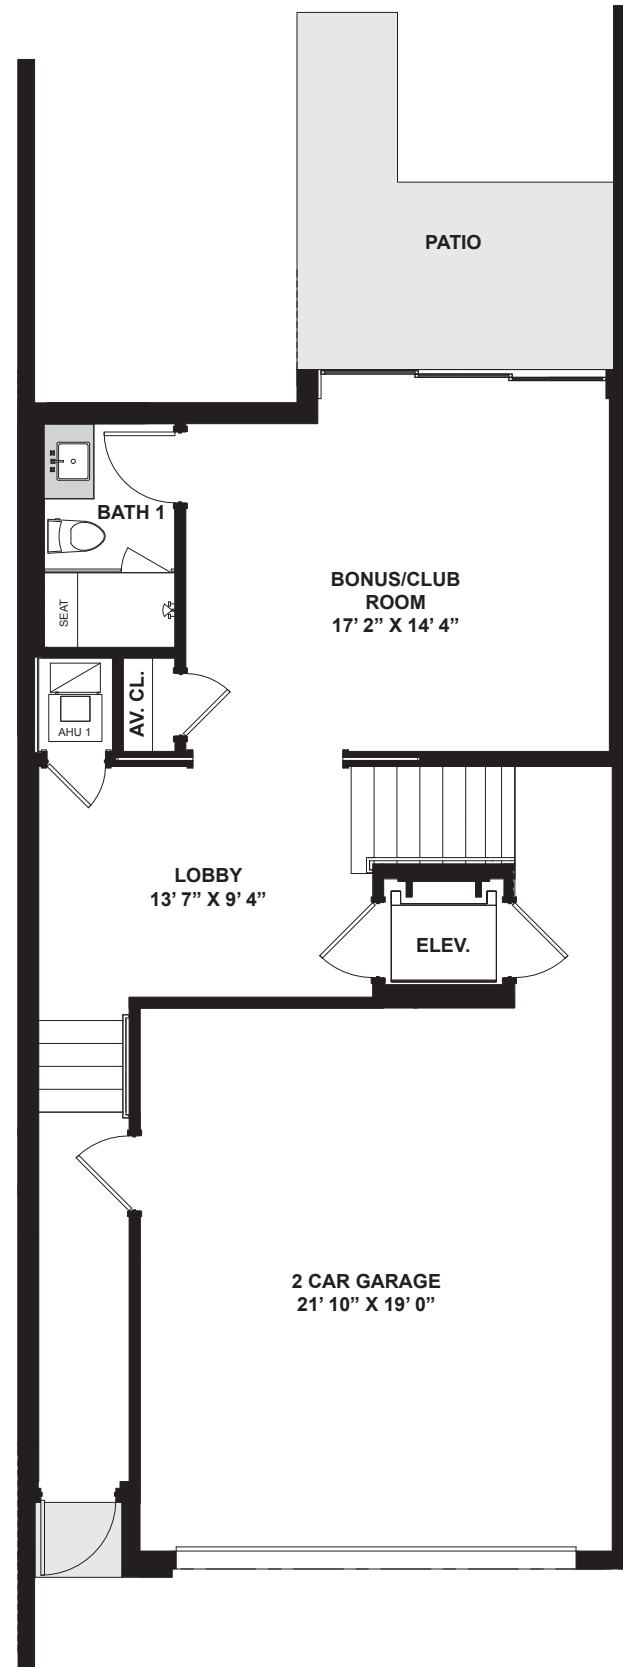 PATIO
BATH 1
BONUS/CLUB
ROOM
17’ 2” X 14’ 4”
SEAT
AV. CL.
AHU 1
LOBBY
13’ 7” X 9’ 4”
ELEV.
2 CAR GARAGE
21’ 10” X 19’ 0”